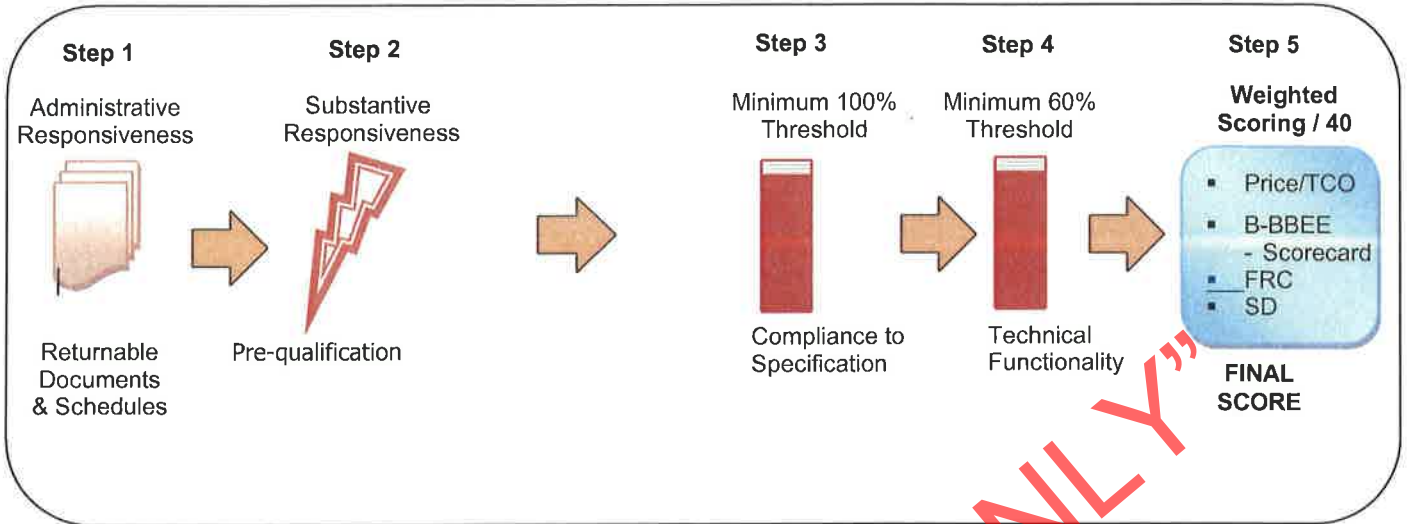 Step 1
Administrative
Responsiveness
Returnable
Documents
& Schedules
Step 2
Substantive
Responsiveness
Pre-qualification
Step 3
Minimum 100%
Threshold
Compliance to
Specification
Step 4
Minimum 60%
Threshold
Technical
Functionality
Step 5
Weighted
Scoring / 40
▪ Price/TCO
▪ B-BBEE
- Scorecard
▪ FRC
▪ SD
FINAL
SCORE
NLY”